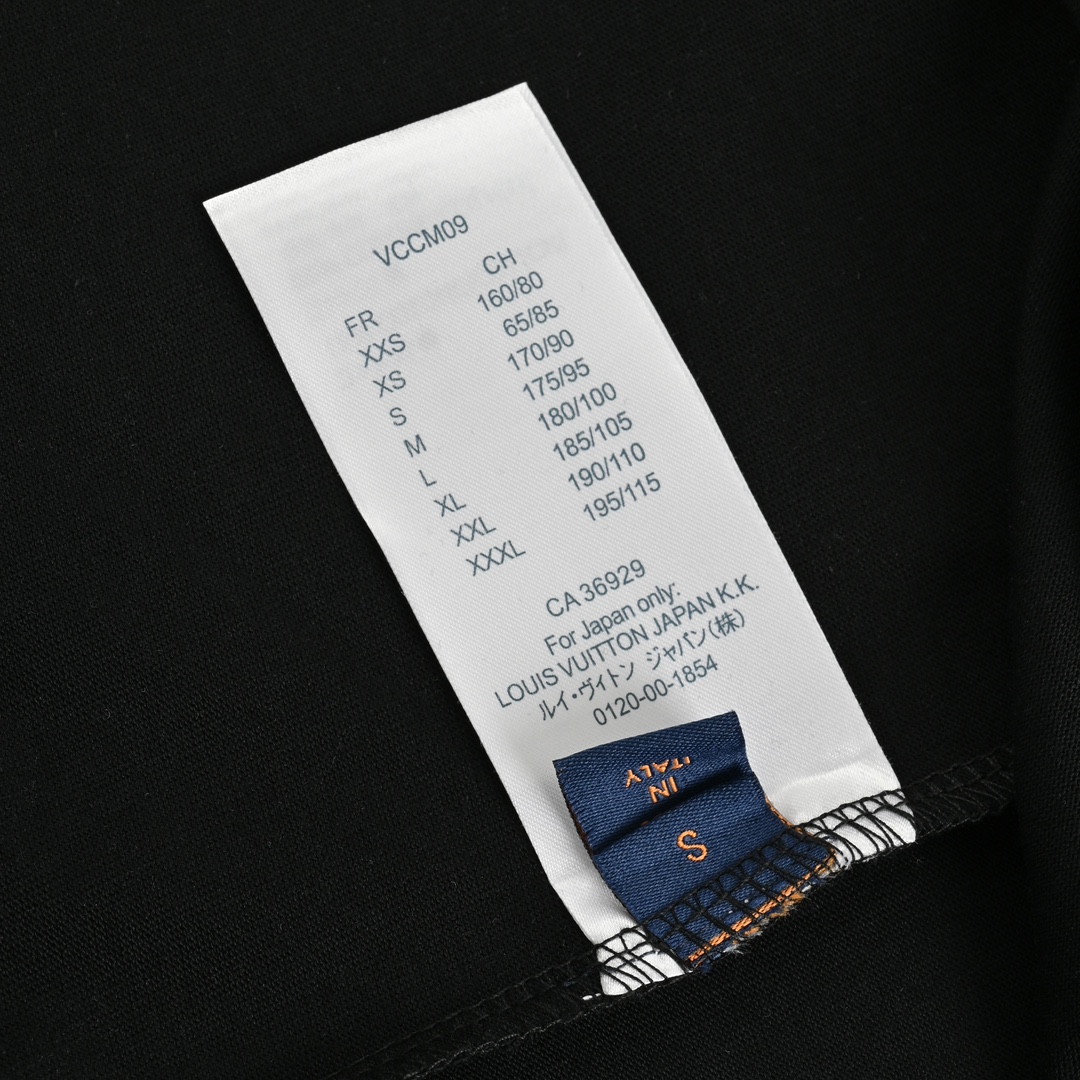 VCCM09
FR CH
XXS 160/80
XS 65/85
S 170/90
M 175/95
L 180/100
XL 185/105
XXL 190/110
XXXL 195/115
CA 36929
For Japan only:
LOUIS VUITTON JAPAN K.K.
ルイ・ヴィトン ジャパン(株)
0120-00-1854
IN
ITALY
S